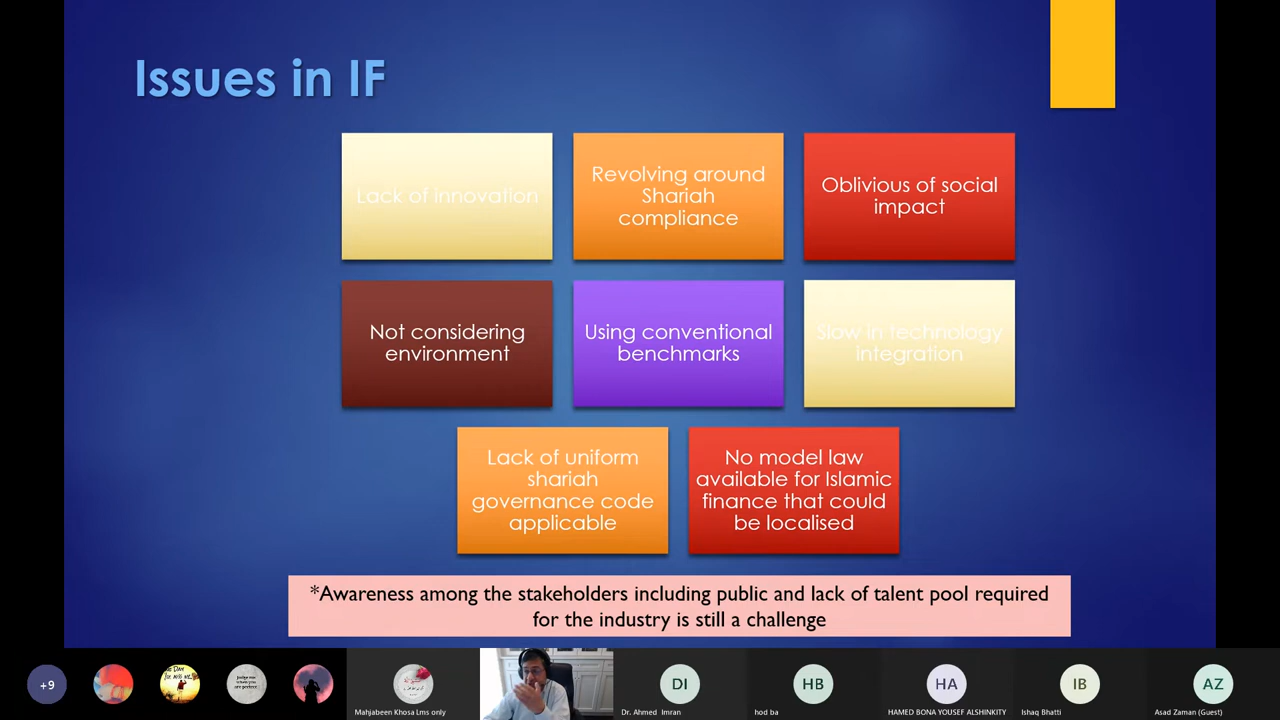 Issues in IF
Lack of innovation
Revolving around
Shariah
compliance
Oblivious of social
impact
Not considering
environment
Using conventional
benchmarks
Slow in technology
integration
Lack of uniform
shariah
governance code
applicable
No model law
available for Islamic
finance that could
be localised
*Awareness among the stakeholders including public and lack of talent pool required
for the industry is still a challenge
+9
Mahjabeen Khosa Lms only
DI
Dr. Ahmed Imran
HB
hod ba
HA
HAMED BONA YOUSEF ALSHINKITY
IB
Ishaq Bhatti
AZ
Asad Zaman (Guest)